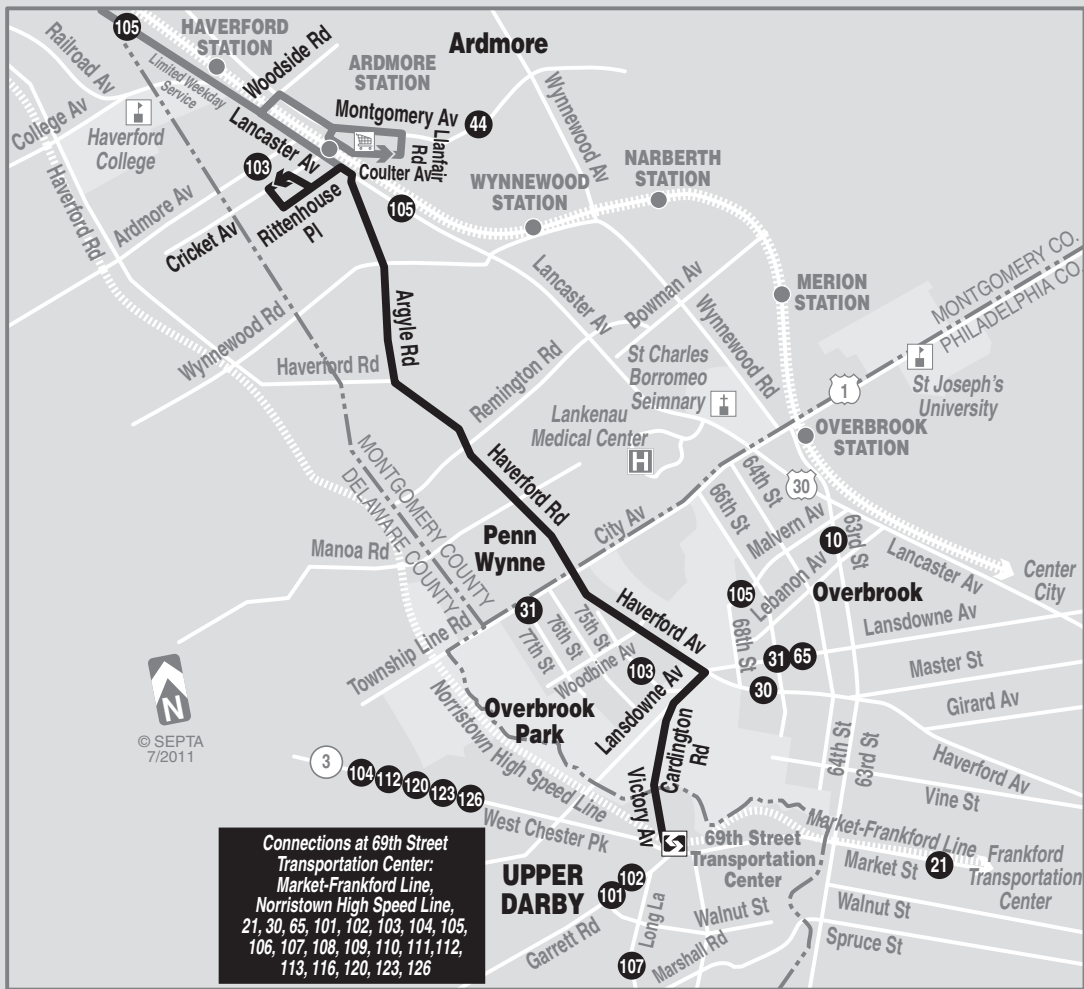 105
HAVERFORD
STATION
Woodside Rd
Ardmore
Railroad Av
Limited Weekday
Service
ARDMORE
STATION
Wynnewood Av
College Av
Haverford
College
Montgomery Av
44
Lancaster Av
Llanfair
Rd
Coulter Av
NARBERTH
STATION
103
WYNNEWOOD
STATION
105
Haverford Rd
Ardmore Av
Cricket Av
Rittenhouse
Pl
MONTGOMERY CO.
PHILADELPHIA CO.
Lancaster Av
Bowman Av
MERION
STATION
Argyle Rd
Wynnewood Rd
Wynnewood Rd
Haverford Rd
Remington Rd
St Charles
Borromeo
Seimnary
1
St Joseph's
University
Lankenau
Medical Center
H
OVERBROOK
STATION
MONTGOMERY COUNTY
DELAWARE COUNTY
Haverford Rd
City Av
64th St
66th St
30
Malvern Av
63rd St
10
Manoa Rd
Penn
Wynne
Lancaster Av
Center
City
Lebanon Av
Overbrook
105
31
Haverford Av
Lansdowne Av
Township Line Rd
75th St
76th St
77th St
Woodbine Av
68th St
31
65
Master St
103
30
Girard Av
N
© SEPTA
7/2011
Overbrook
Park
Lansdowne Av
Cardington
Rd
Norristown High Speed Line
64th St
63rd St
Haverford Av
Vine St
3
104
112
120
123
126
Victory Av
West Chester Pk
69th Street
Transportation
Center
Market-Frankford Line
Market St
21
Frankford
Transportation
Center
Connections at 69th Street
Transportation Center:
Market-Frankford Line,
Norristown High Speed Line,
21, 30, 65, 101, 102, 103, 104, 105,
106, 107, 108, 109, 110, 111,112,
113, 116, 120, 123, 126
UPPER
DARBY
102
101
Long La
Walnut St
Walnut St
Garrett Rd
Marshall Rd
Spruce St
107